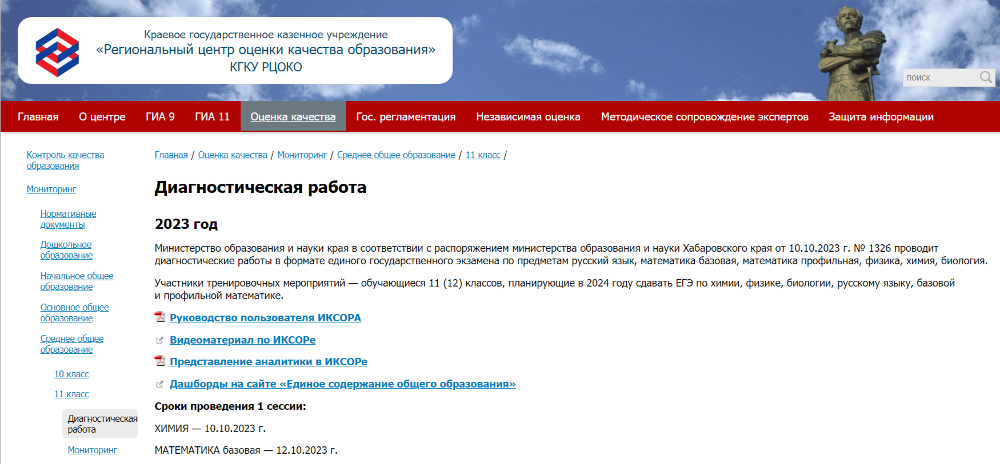 Краевое государственное казенное учреждение
«Региональный центр оценки качества образования»
КГКУ РЦОКО
поиск
Главная О центре ГИА 9 ГИА 11 Оценка качества Гос. регламентация Независимая оценка Методическое сопровождение экспертов Защита информации
Контроль качества
образования
Мониторинг
Нормативные
документы
Дошкольное
образование
Начальное общее
образование
Основное общее
образование
Среднее общее
образование
10 класс
11 класс
Диагностическая
работа
Мониторинг
Главная / Оценка качества / Мониторинг / Среднее общее образование / 11 класс /
Диагностическая работа
2023 год
Министерство образования и науки края в соответствии с распоряжением министерства образования и науки Хабаровского края от 10.10.2023 г. № 1326 проводит
диагностические работы в формате единого государственного экзамена по предметам русский язык, математика базовая, математика профильная, физика, химия, биология.
Участники тренировочных мероприятий — обучающиеся 11 (12) классов, планирующие в 2024 году сдавать ЕГЭ по химии, физике, биологии, русскому языку, базовой
и профильной математике.
Руководство пользователя ИКСОРА
Видеоматериал по ИКСОРе
Представление аналитики в ИКСОРе
Дашборды на сайте «Единое содержание общего образования»
Сроки проведения 1 сессии:
ХИМИЯ — 10.10.2023 г.
МАТЕМАТИКА базовая — 12.10.2023 г.